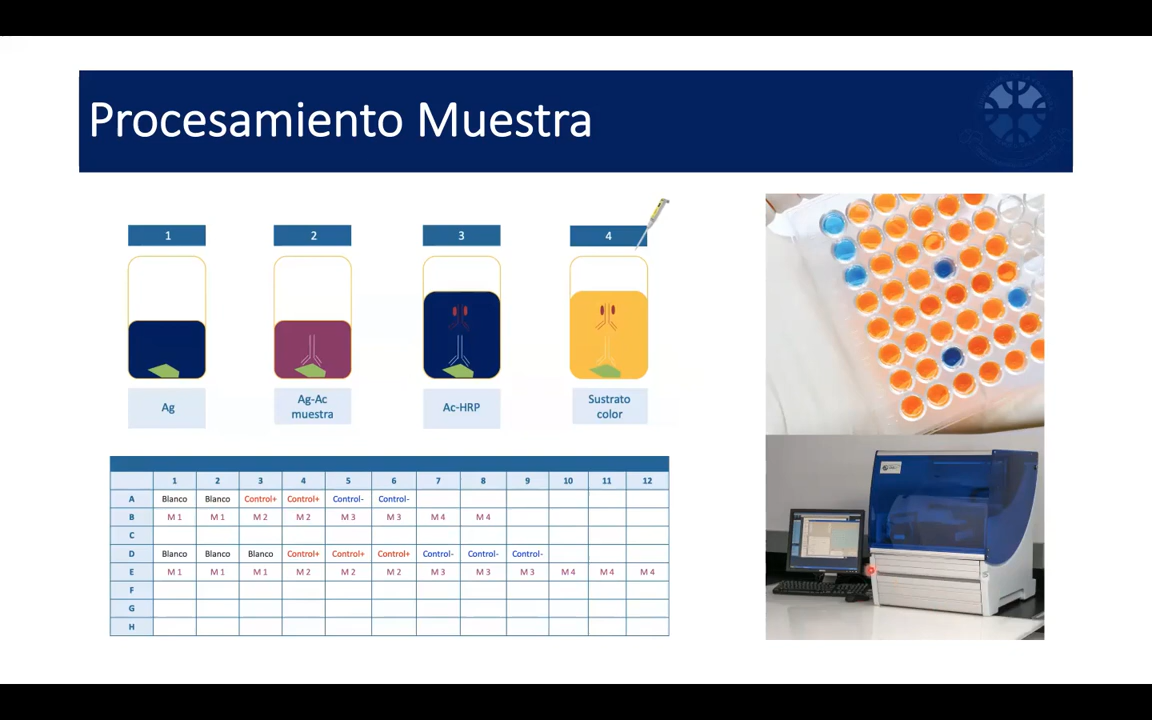 Procesamiento Muestra
1
2
3
4
Ag
Ag-Ac
muestra
Ac-HRP
Sustrato
color
1 2 3 4 5 6 7 8 9 10 11 12
A Blanco Blanco Control+ Control+ Control- Control-
B M 1 M 1 M 2 M 2 M 3 M 3 M 4 M 4
C
D Blanco Blanco Blanco Control+ Control+ Control+ Control- Control- Control-
E M 1 M 1 M 1 M 2 M 2 M 2 M 3 M 3 M 3 M 4 M 4 M 4
F
G
H